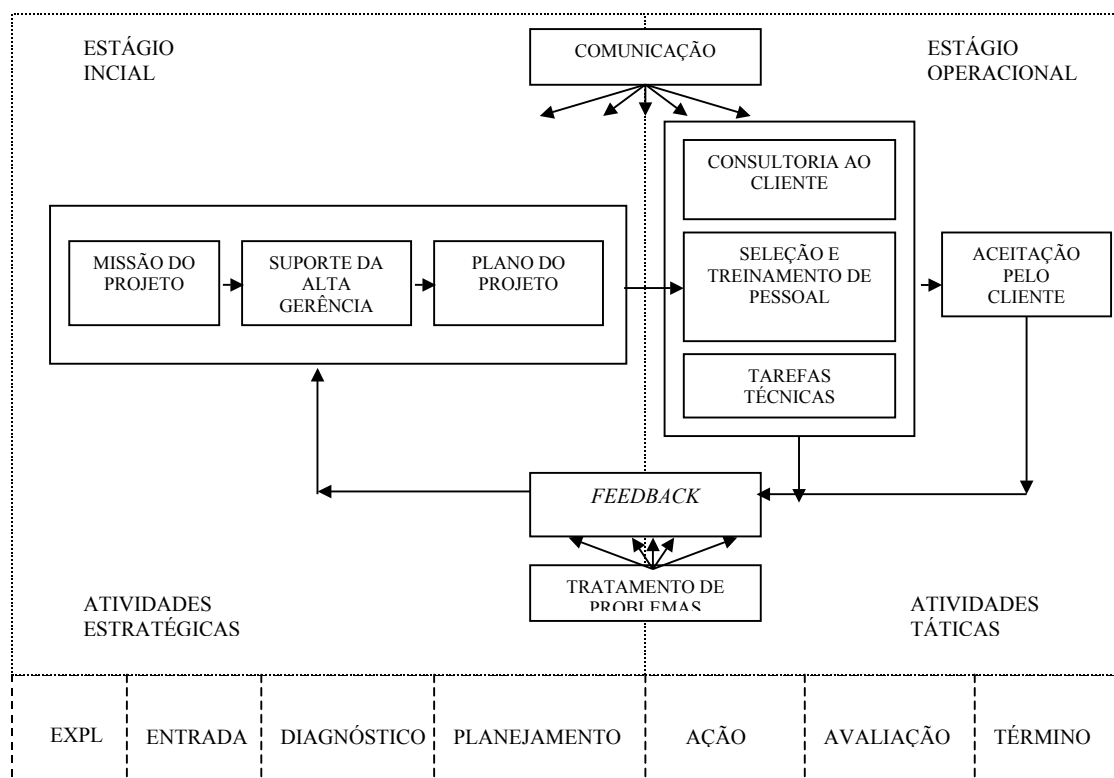 ESTÁGIO
INCIAL
COMUNICAÇÃO
ESTÁGIO
OPERACIONAL
CONSULTORIA AO
CLIENTE
MISSÃO DO
PROJETO
SUPORTE DA
ALTA
GERÊNCIA
PLANO DO
PROJETO
SELEÇÃO E
TREINAMENTO DE
PESSOAL
ACEITAÇÃO
PELO
CLIENTE
TAREFAS
TÉCNICAS
FEEDBACK
TRATAMENTO DE
PROBLEMAS
ATIVIDADES
ESTRATÉGICAS
ATIVIDADES
TÁTICAS
EXPL
ENTRADA
DIAGNÓSTICO
PLANEJAMENTO
AÇÃO
AVALIAÇÃO
TÉRMINO